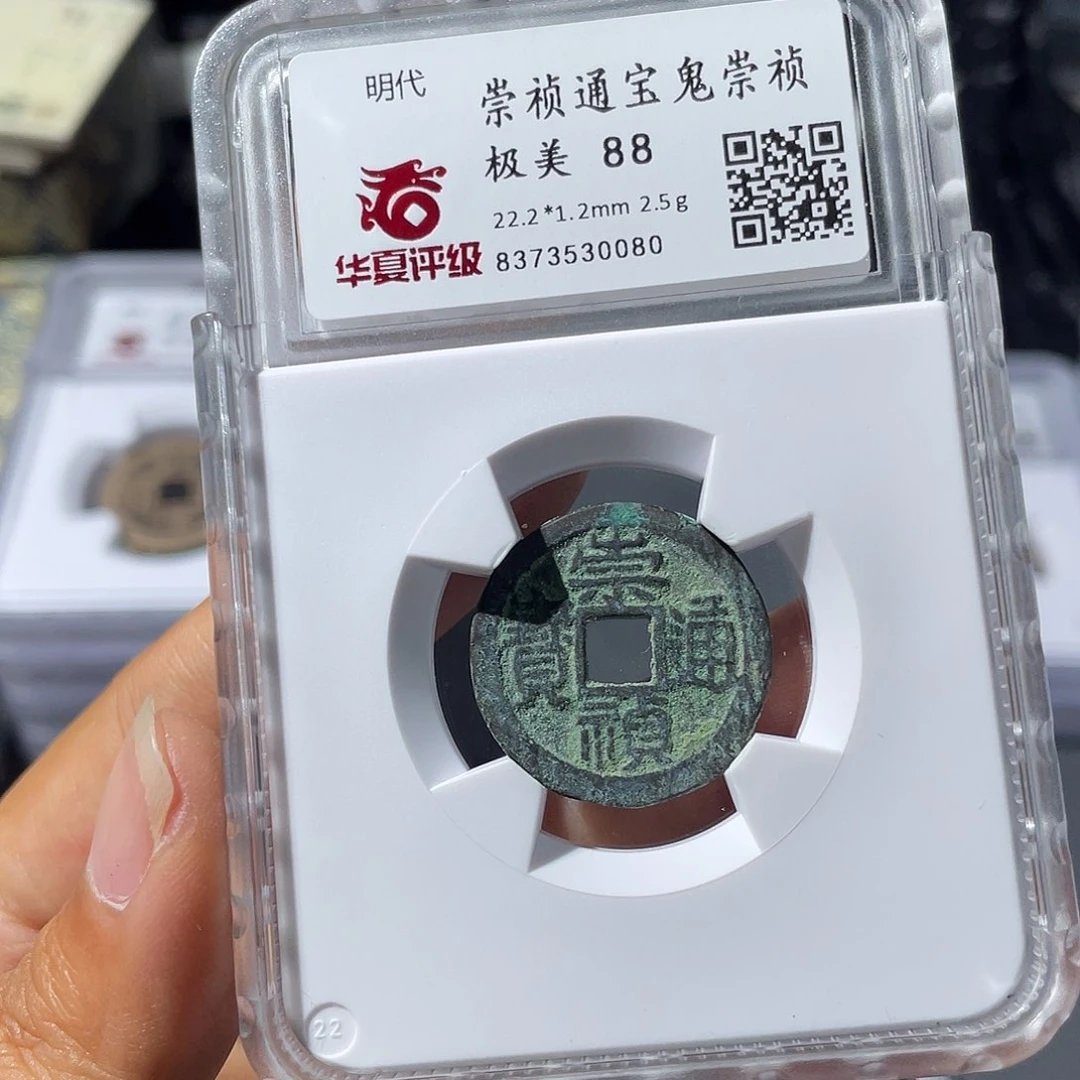 明代
崇祯通宝鬼崇祯
极美 88
22.2*1.2mm 2.5g
华夏评级 8373530080
崇
寳 通
禎
22